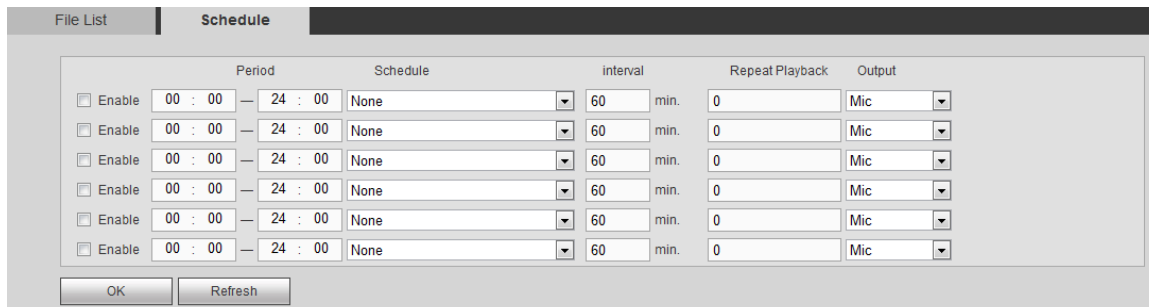 File List Schedule
Period Schedule interval Repeat Playback Output
Enable 00 : 00 — 24 : 00 None 60 min. 0 Mic
Enable 00 : 00 — 24 : 00 None 60 min. 0 Mic
Enable 00 : 00 — 24 : 00 None 60 min. 0 Mic
Enable 00 : 00 — 24 : 00 None 60 min. 0 Mic
Enable 00 : 00 — 24 : 00 None 60 min. 0 Mic
Enable 00 : 00 — 24 : 00 None 60 min. 0 Mic
OK Refresh